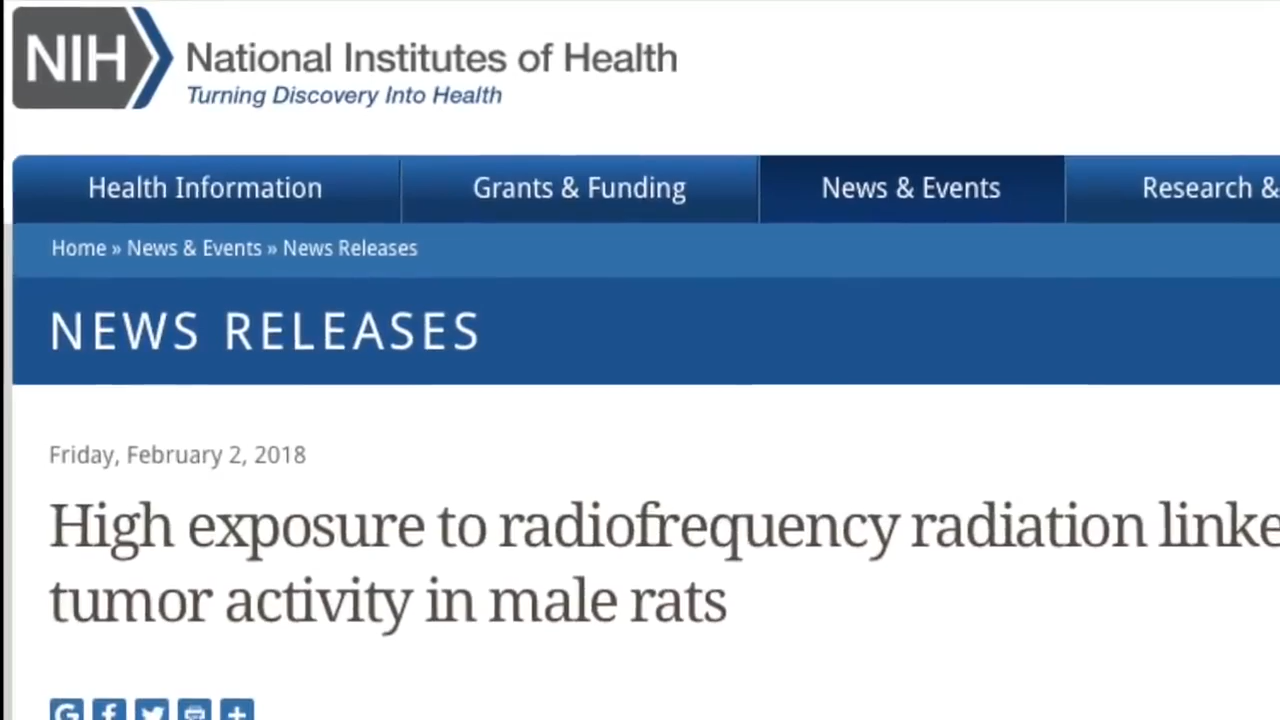 NIH National Institutes of Health
Turning Discovery Into Health
Health Information Grants & Funding News & Events Research &
Home » News & Events » News Releases
NEWS RELEASES
Friday, February 2, 2018
High exposure to radiofrequency radiation linke
tumor activity in male rats